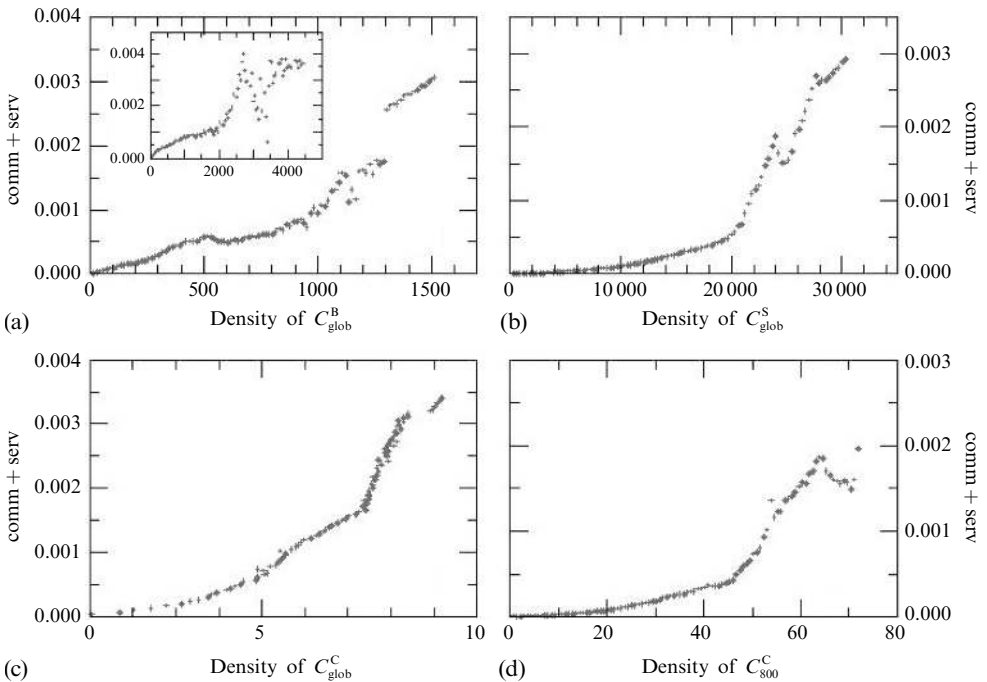 0.004
0.003
0.002
0.001
0.000
comm + serv
0.004
0.002
0.000
0 2000 4000
0 500 1000 1500
(a) Density of C^B_glob
0.003
0.002
0.001
0.000
comm + serv
0 10 000 20 000 30 000
(b) Density of C^S_glob
0.004
0.003
0.002
0.001
0.000
comm + serv
0 5 10
(c) Density of C^C_glob
0.003
0.002
0.001
0.000
comm + serv
0 20 40 60 80
(d) Density of C^C_800